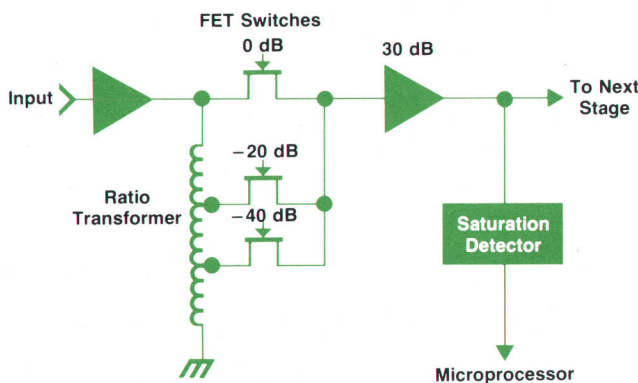 FET Switches
0 dB
30 dB
Input
To Next
Stage
−20 dB
Ratio
Transformer
−40 dB
Saturation
Detector
Microprocessor